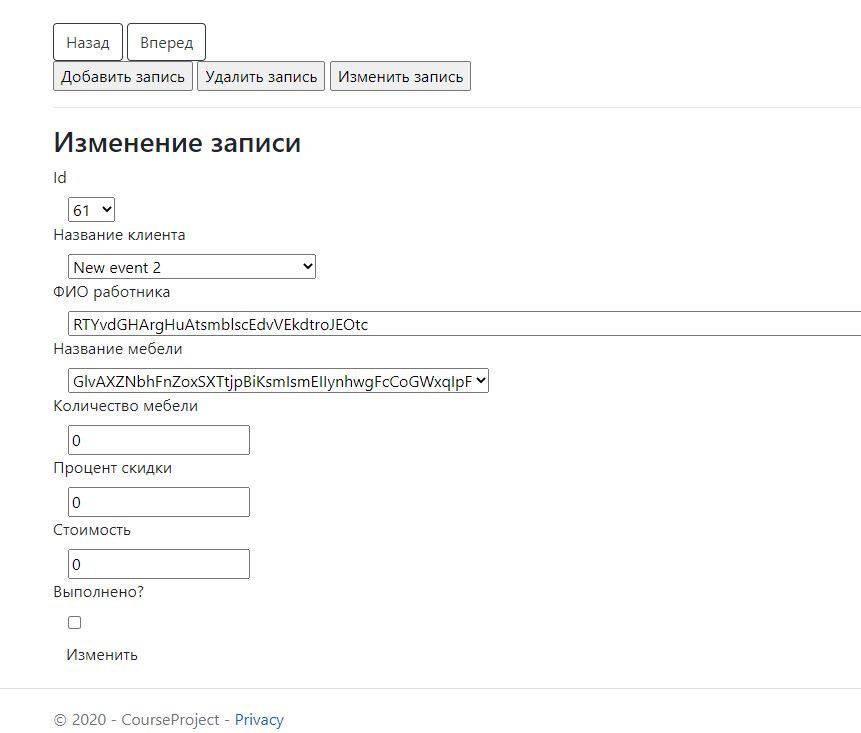 Назад Вперед
Добавить запись Удалить запись Изменить запись
Изменение записи
Id
61
Название клиента
New event 2
ФИО работника
RTYvdGHArgHuAtsmblscEdvVEkdtroJEOtc
Название мебели
GlvAXZNbhFnZoxSXTtjpBiKsmIsmEIIynhwgFcCoGWxqIpF
Количество мебели
0
Процент скидки
0
Стоимость
0
Выполнено?
Изменить
© 2020 - CourseProject - Privacy